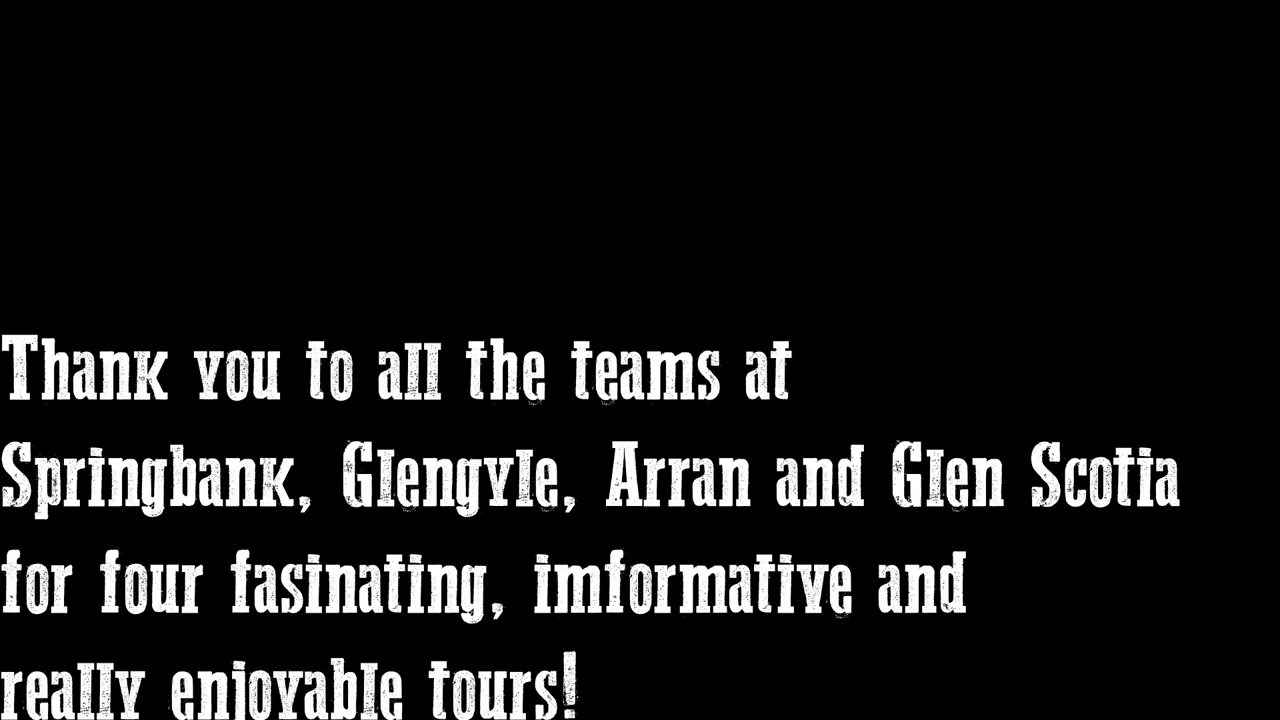 Thank you to all the teams at
Springbank, Glengyle, Arran and Glen Scotia
for four fasinating, imformative and
really enjoyable tours!